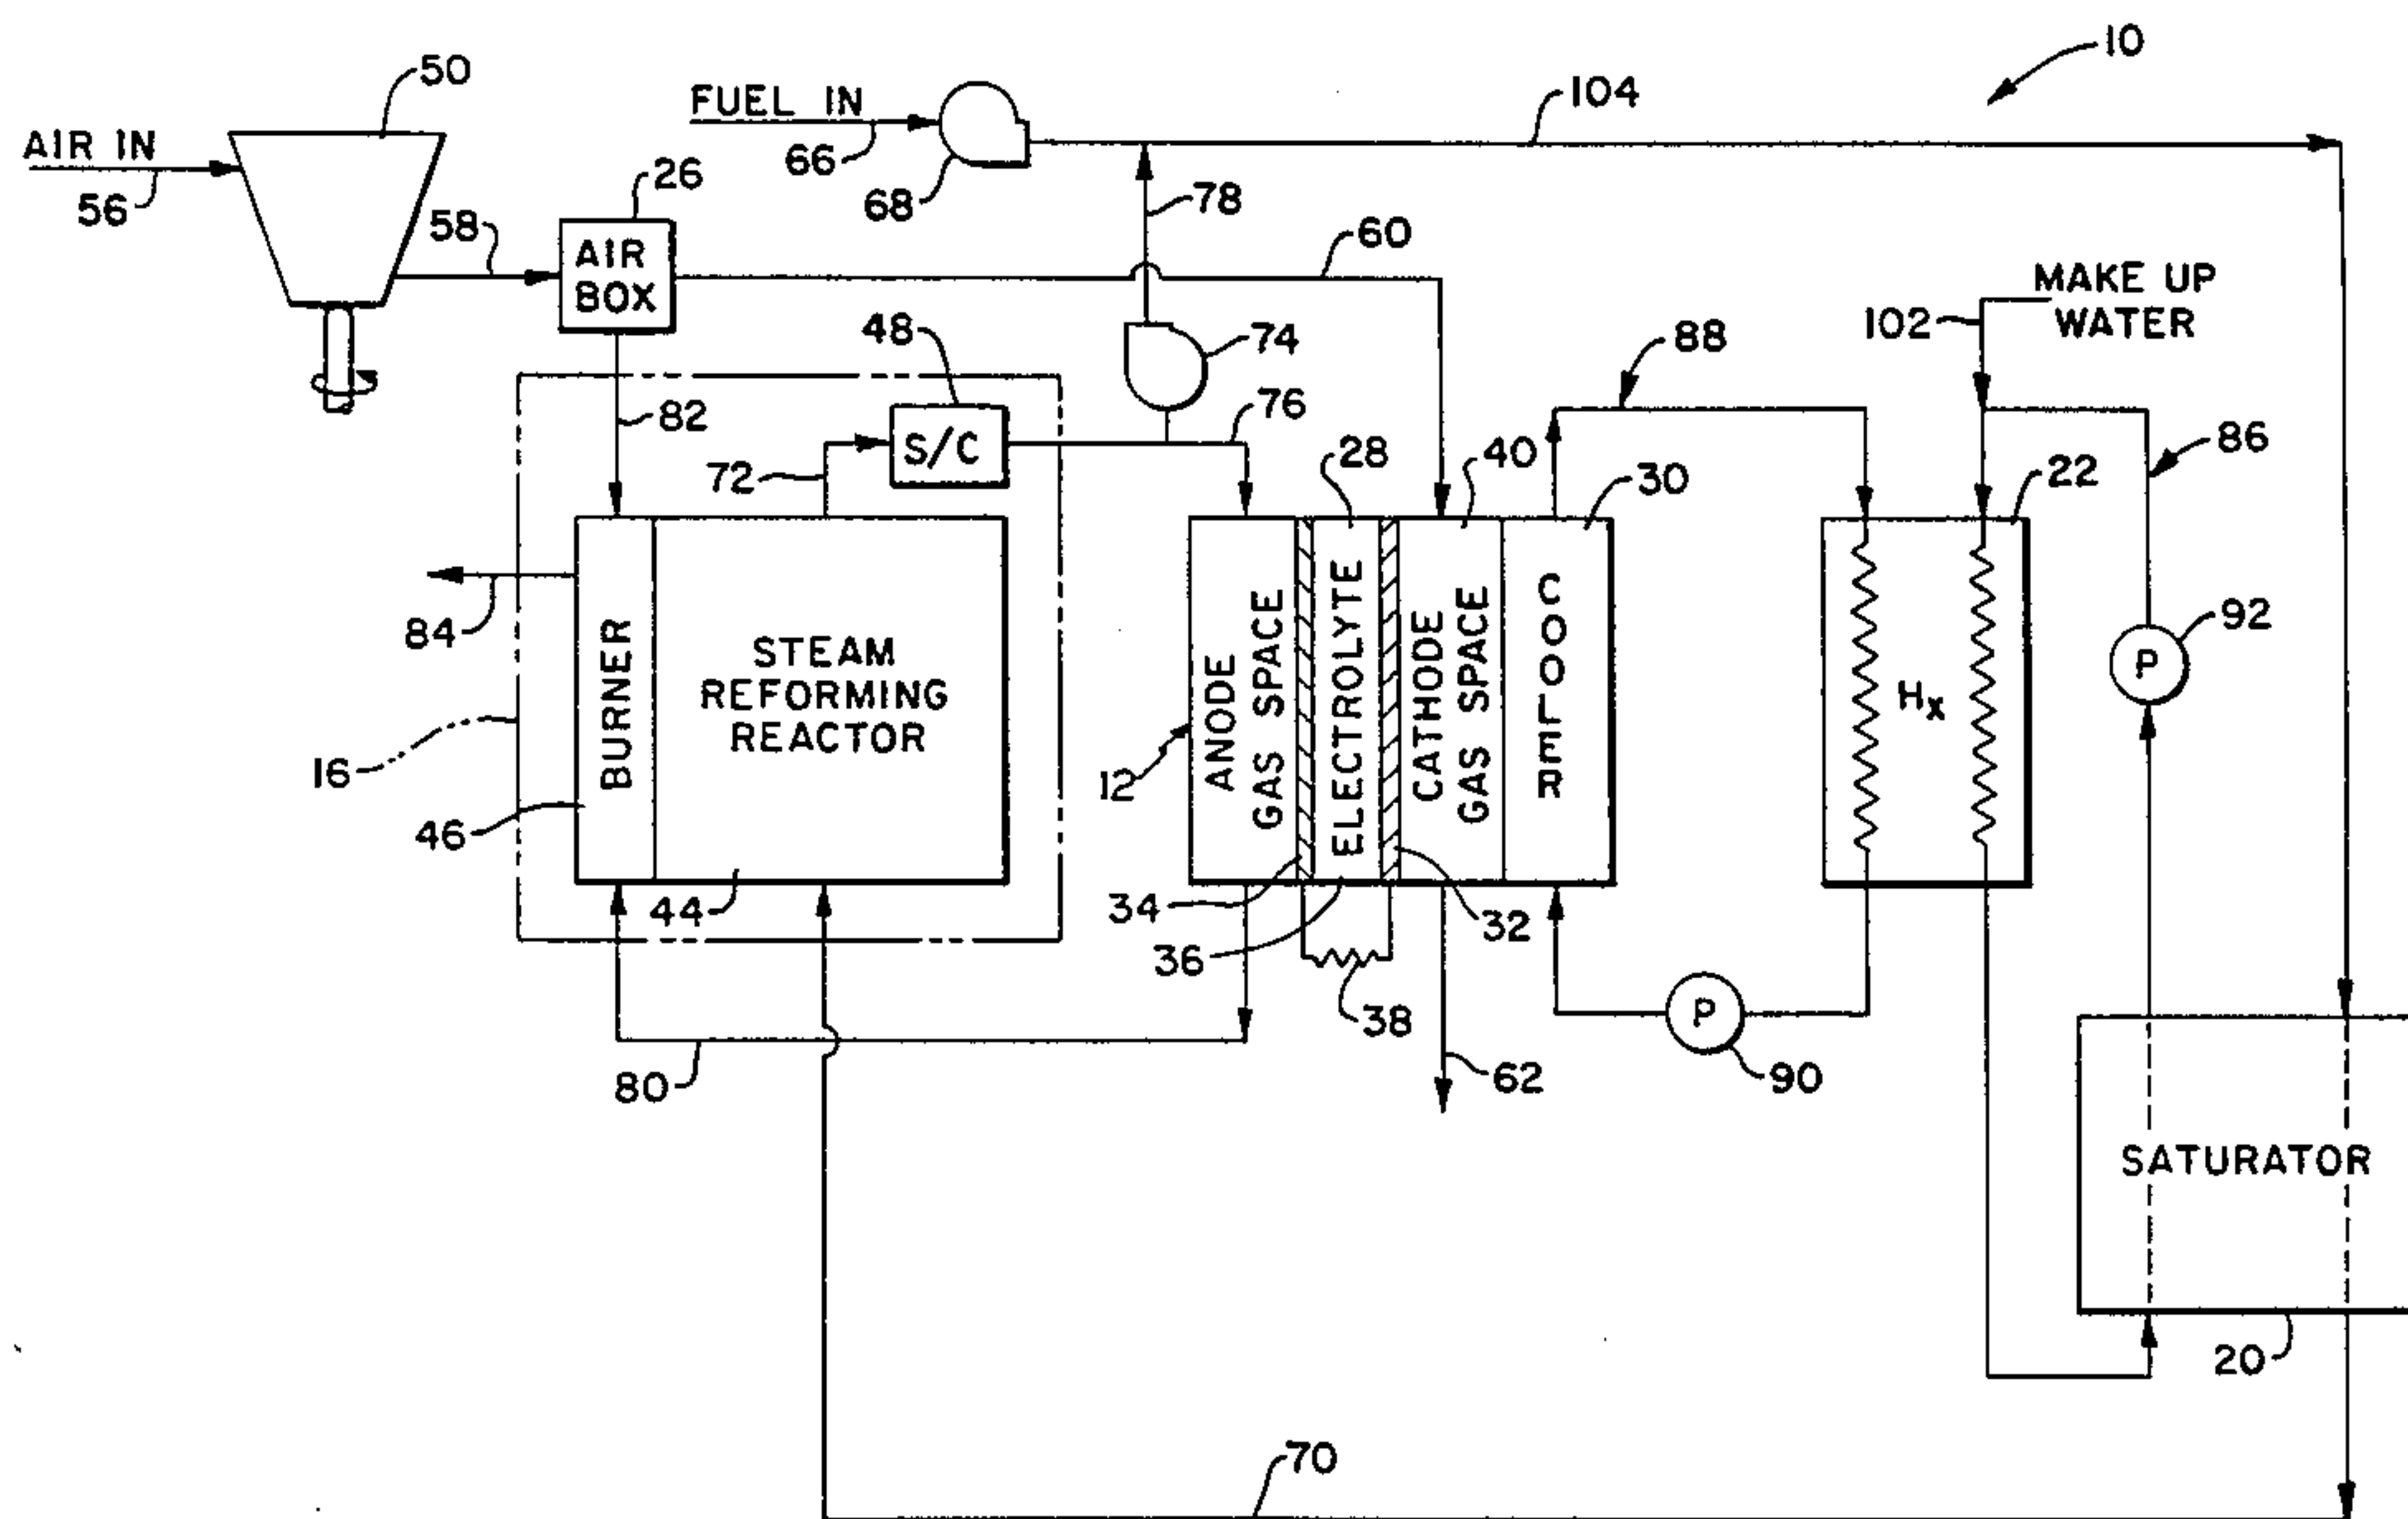 10
50
FUEL IN
104
AIR IN
66
68
26
56
58
78
60
AIR
BOX
MAKE UP
WATER
102
48
74
88
82
76
S/C
28
40
30
86
22
72
84
BURNER
STEAM
REFORMING
REACTOR
16
46
44
12
ANODE
GAS SPACE
ELECTROLYTE
CATHODE
GAS SPACE
COOLER
Hx
P
92
34
36
32
38
P
90
80
62
SATURATOR
20
70